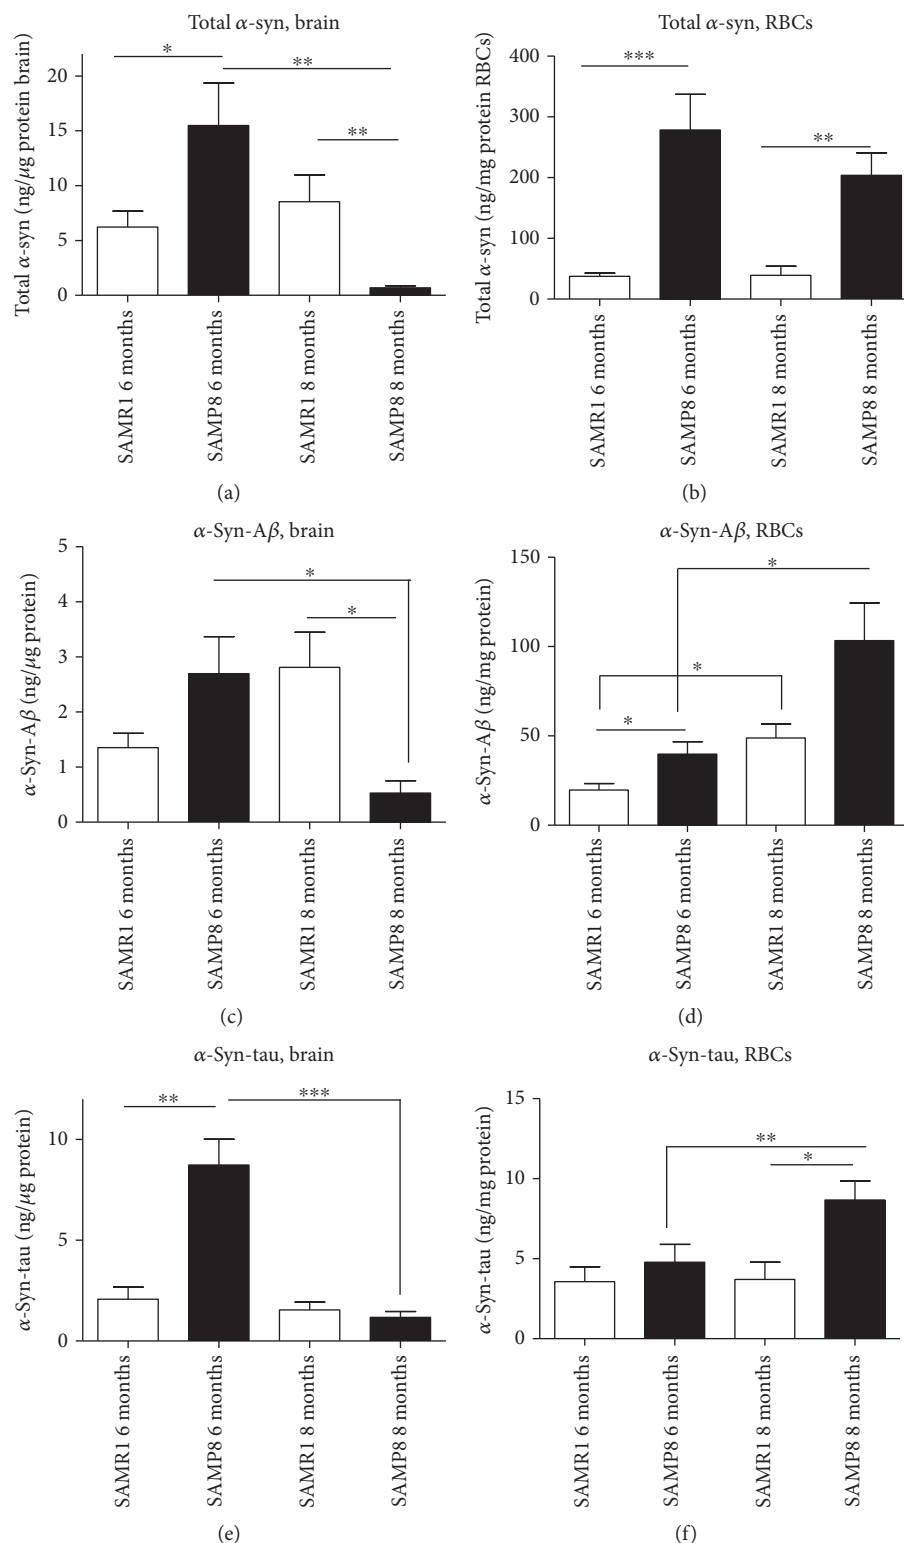 Total α-syn, brain
Total α-syn (ng/μg protein brain)
20
15
10
5
0
*
**
**
SAMR1 6 months
SAMP8 6 months
SAMR1 8 months
SAMP8 8 months
(a)
Total α-syn, RBCs
Total α-syn (ng/mg protein RBCs)
400
300
200
100
0
***
**
SAMR1 6 months
SAMP8 6 months
SAMR1 8 months
SAMP8 8 months
(b)
α-Syn-Aβ, brain
α-Syn-Aβ (ng/μg protein)
5
4
3
2
1
0
*
*
SAMR1 6 months
SAMP8 6 months
SAMR1 8 months
SAMP8 8 months
(c)
α-Syn-Aβ, RBCs
α-Syn-Aβ (ng/mg protein)
150
100
50
0
*
*
*
SAMR1 6 months
SAMP8 6 months
SAMR1 8 months
SAMP8 8 months
(d)
α-Syn-tau, brain
α-Syn-tau (ng/μg protein)
10
5
0
**
***
SAMR1 6 months
SAMP8 6 months
SAMR1 8 months
SAMP8 8 months
(e)
α-Syn-tau, RBCs
α-Syn-tau (ng/mg protein)
15
10
5
0
**
*
SAMR1 6 months
SAMP8 6 months
SAMR1 8 months
SAMP8 8 months
(f)